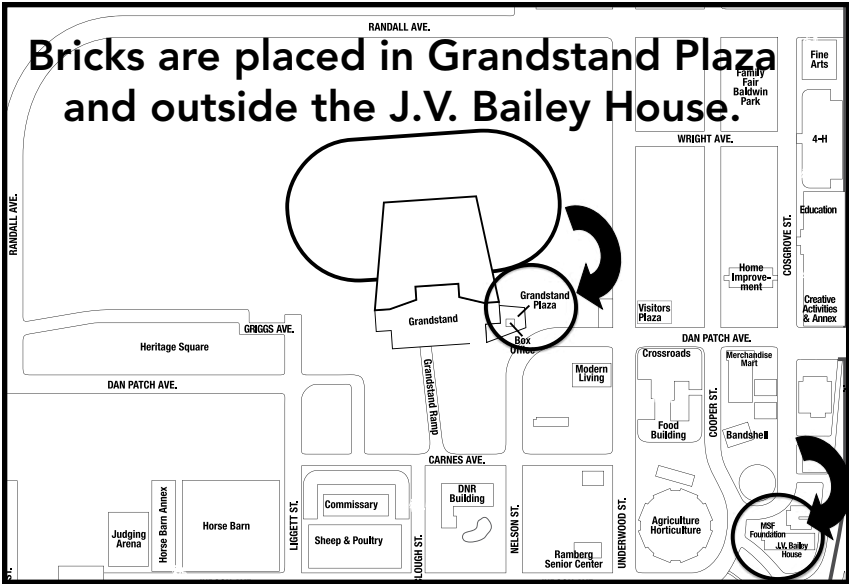 RANDALL AVE.
Bricks are placed in Grandstand Plaza
and outside the J.V. Bailey House.
Family
Fair
Baldwin
Park
Fine
Arts
WRIGHT AVE.
4-H
RANDALL AVE.
Education
COSGROVE ST.
Home
Improve-
ment
Creative
Activities
& Annex
Visitors
Plaza
Grandstand
Plaza
Grandstand
Box
Office
GRIGGS AVE.
Heritage Square
DAN PATCH AVE.
Crossroads
Merchandise
Mart
Modern
Living
DAN PATCH AVE.
Grandstand Ramp
COOPER ST.
Food
Building
Bandshell
CARNES AVE.
DNR
Building
Commissary
Sheep & Poultry
LIGGETT ST.
CLOUGH ST.
NELSON ST.
UNDERWOOD ST.
Judging
Arena
Horse Barn Annex
Horse Barn
Agriculture
Horticulture
MSF
Foundation
J.V. Bailey
House
Ramberg
Senior Center
ST.